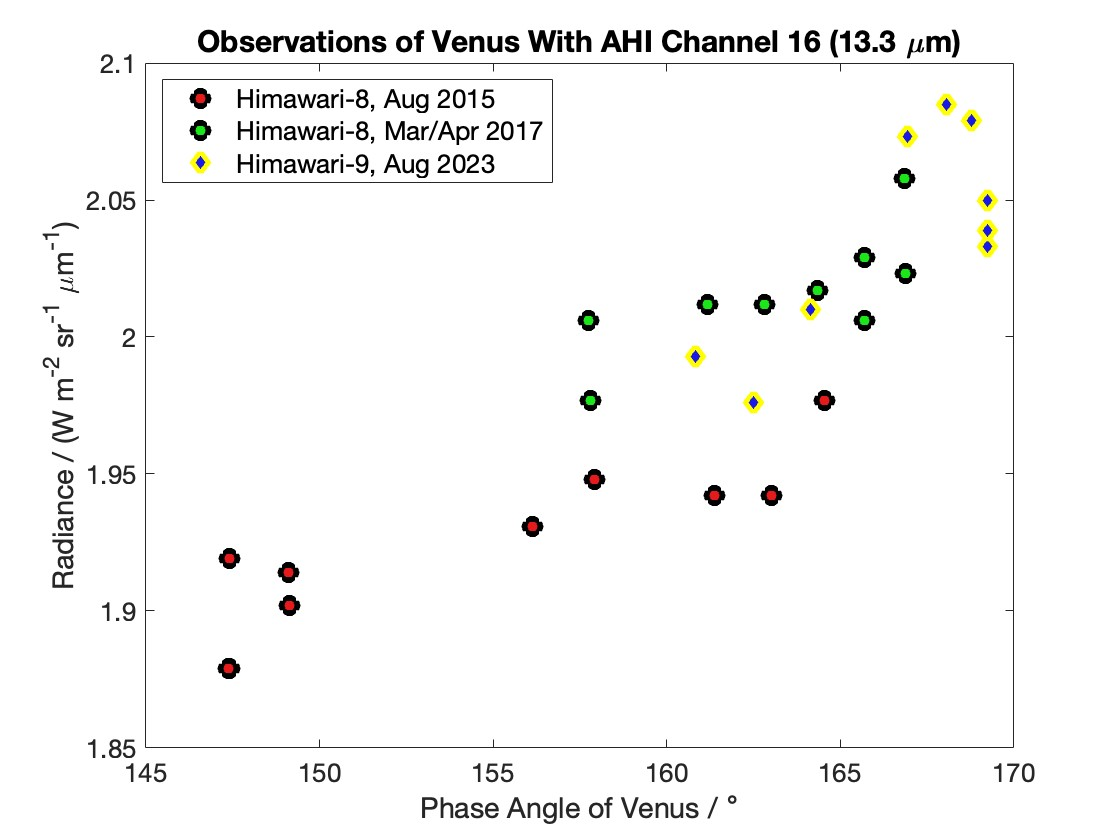 Observations of Venus With AHI Channel 16 (13.3 μm)
2.1
2.05
2
1.95
1.9
1.85
Radiance / (W m-2 sr-1 μm-1)
Himawari-8, Aug 2015
Himawari-8, Mar/Apr 2017
Himawari-9, Aug 2023
145 150 155 160 165 170
Phase Angle of Venus / °